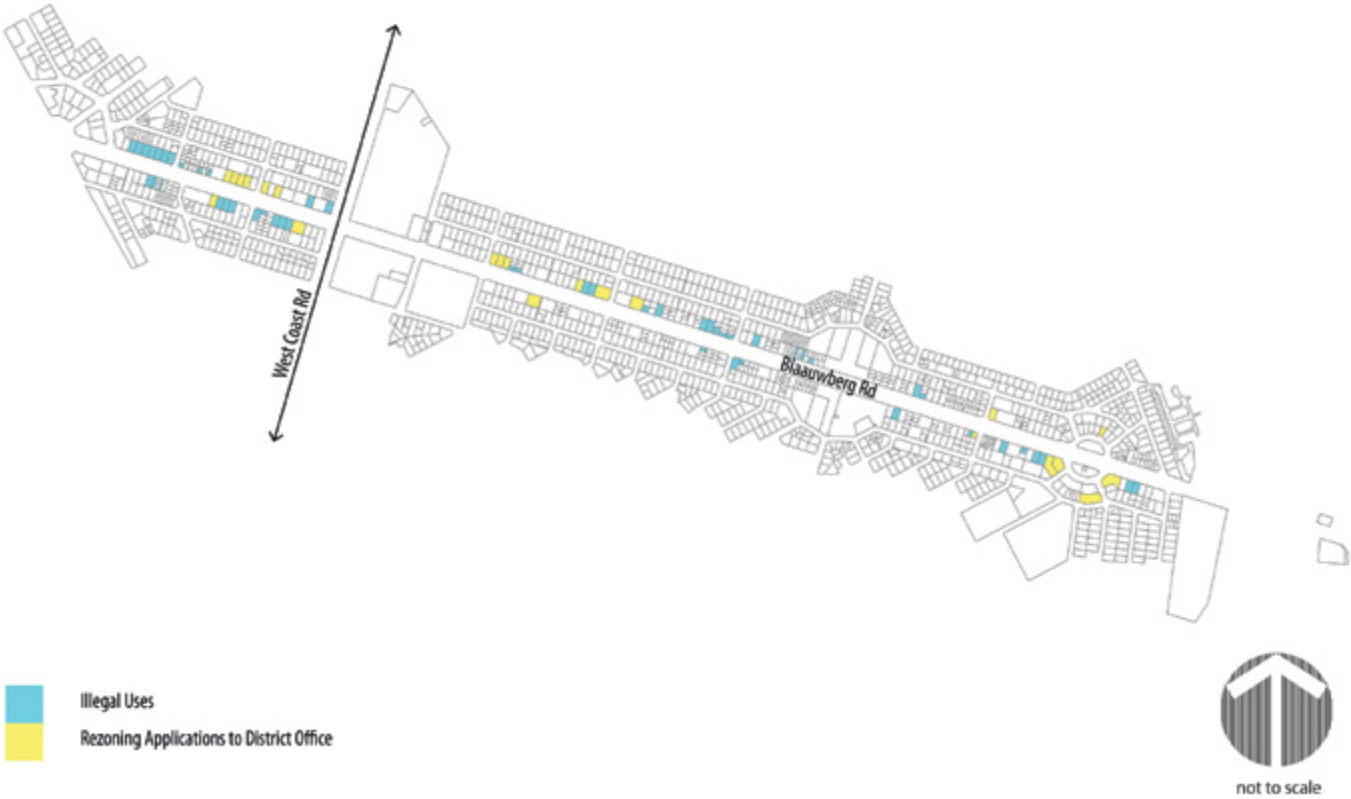 West Coast Rd
Blaauwberg Rd
Illegal Uses
Rezoning Applications to District Office
not to scale